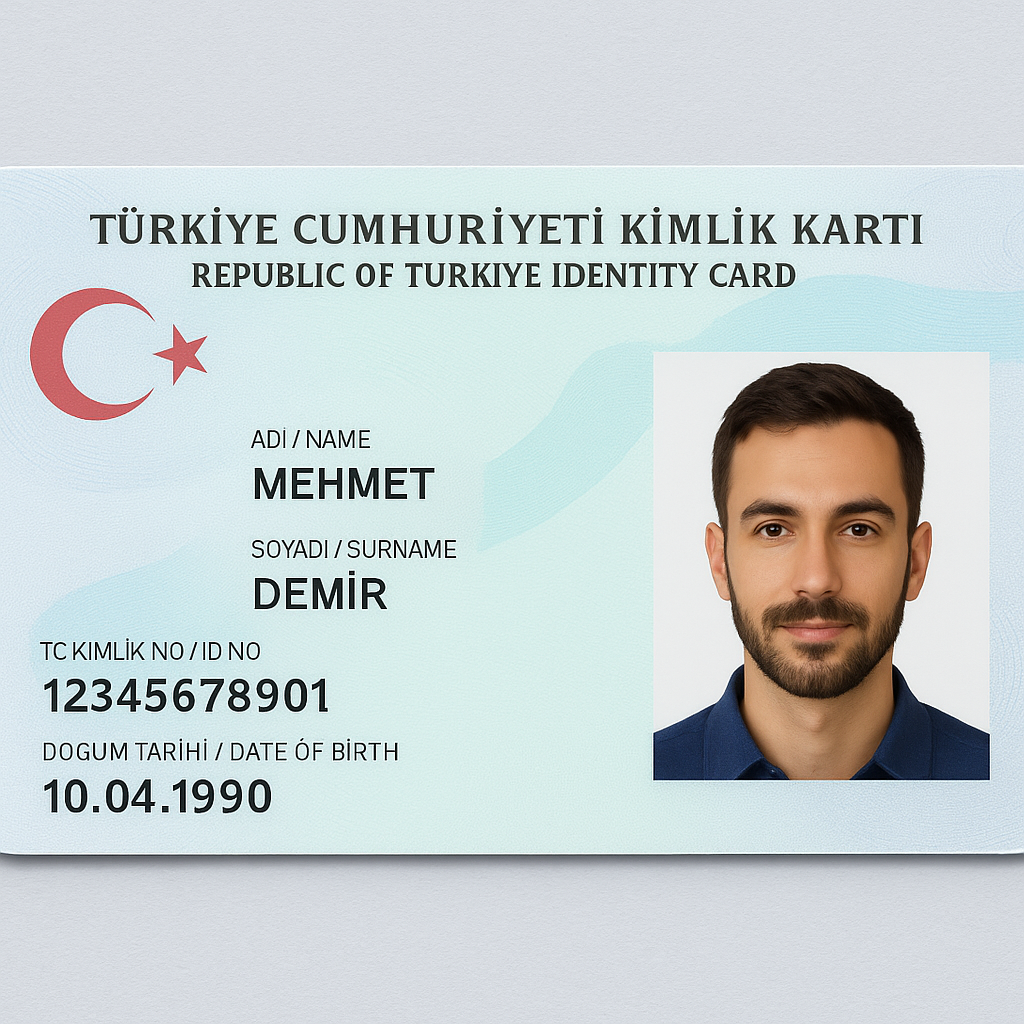 TÜRKİYE CUMHURİYETİ KİMLİK KARTI
REPUBLIC OF TURKIYE IDENTITY CARD
ADİ / NAME
MEHMET
SOYADI / SURNAME
DEMİR
TC KIMLİK NO / ID NO
12345678901
DOGUM TARİHİ / DATE ÓF BİRTH
10.04.1990